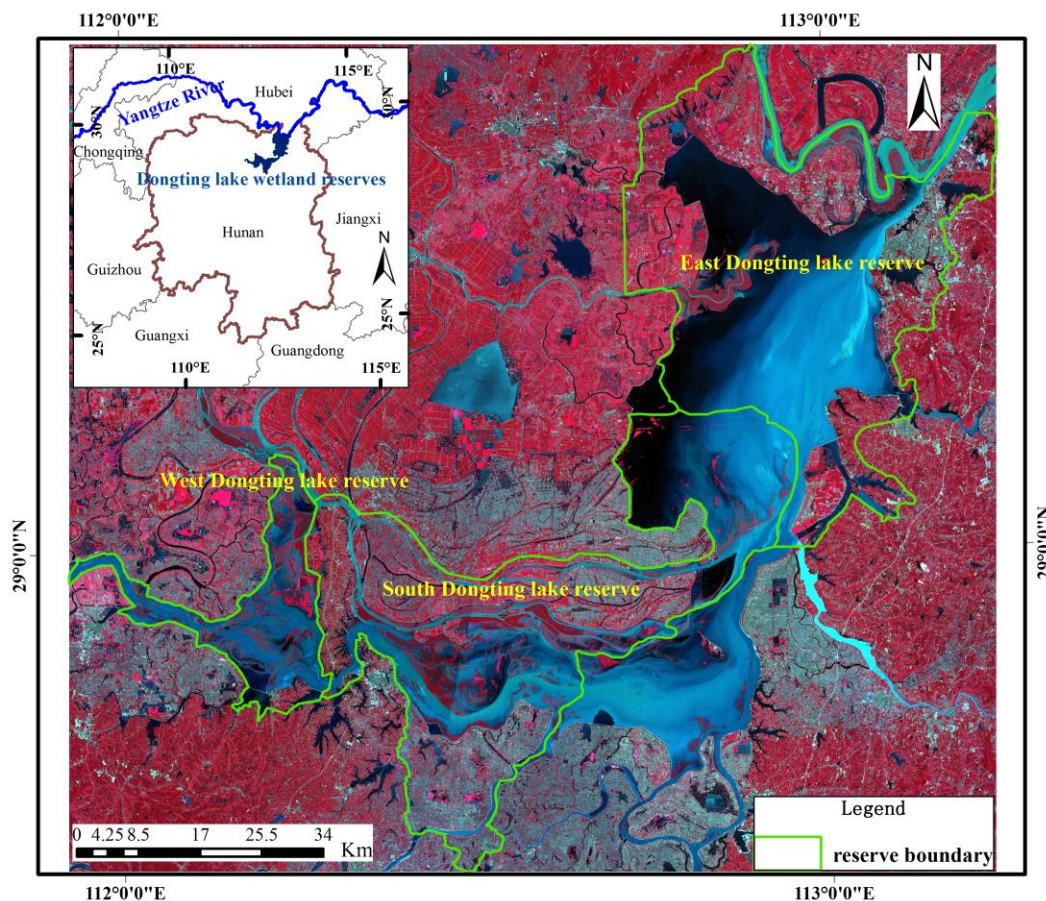 112°0'0"E
113°0'0"E
110°E
115°E
N
Hubei
Yangtze River
30°N
30°N
Chongqing
Dongting lake wetland reserves
Jiangxi
Hunan
N
Guizhou
25°N
25°N
Guangxi
Guangdong
110°E
115°E
East Dongting lake reserve
West Dongting lake reserve
29°0'0"N
29°0'0"N
South Dongting lake reserve
0 4.25 8.5 17 25.5 34
Km
Legend
reserve boundary
112°0'0"E
113°0'0"E